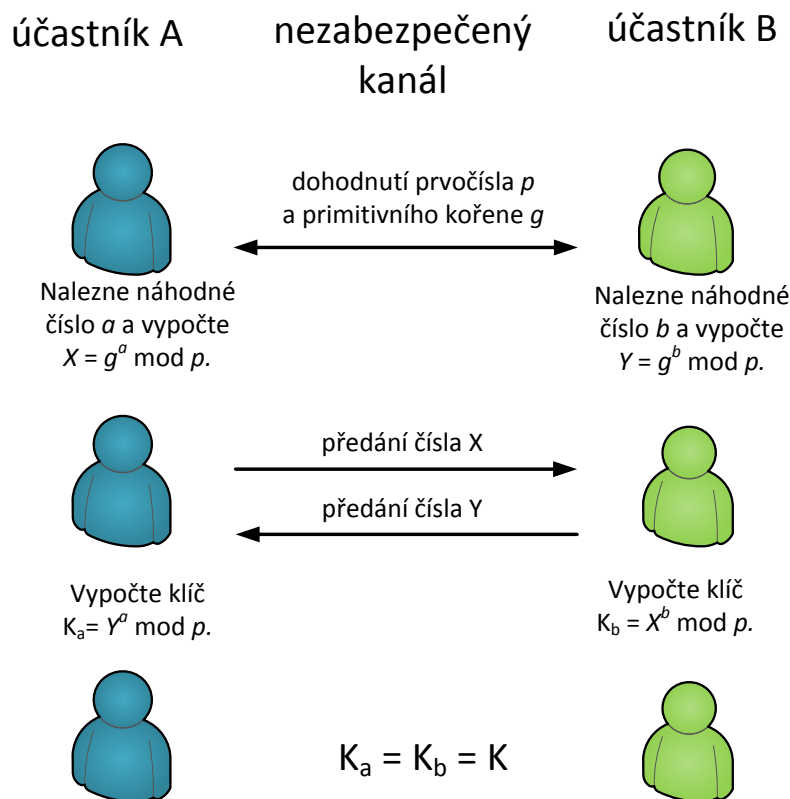 účastník A
nezabezpečený
kanál
účastník B
dohodnutí prvočísla p
a primitivního kořene g
Nalezne náhodné
číslo a a vypočte
X = g^a mod p.
Nalezne náhodné
číslo b a vypočte
Y = g^b mod p.
předání čísla X
předání čísla Y
Vypočte klíč
K_a= Y^a mod p.
Vypočte klíč
K_b = X^b mod p.
K_a = K_b = K